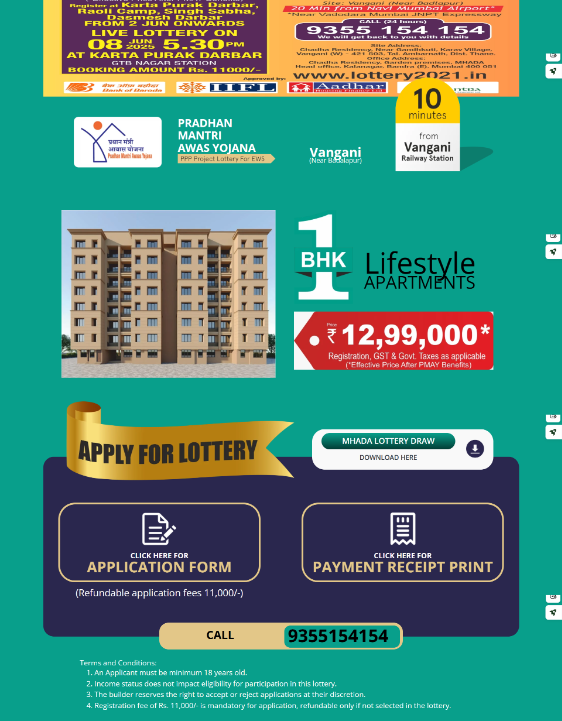 Register at Karta Purak Darbar,
Raoli Camp, Sirah Sabha,
Dasmosh Darbar
FROM 2 JUN ONWARDS
LIVE LOTTERY ON
08 JUN 2025 5.30PM
AT KARTA PURAK DARBAR
GTB NAGAR STATION
BOOKING AMOUNT Rs. 11000/-
Site: Vangani (Near Badlapur)
20 Min From Navi Mumbai Airport*
*Near Vadodara Mumbai JNPT Expressway
CALL (24 hours)
9355 154 154
We will get back to you with details
Site Address:
Chadha Residency, Near Gaudibadi, Karav Village,
Vangani (W) - 421 503, Tal. Ambarnath, Dist. Thane.
Office Address:
Chadha Residency Garden premises, MHADA
Head office, Kalanagar, Bandra (E), Mumbai 400 051
www.lottery2021.in
Approved by:
बैंक ऑफ़ बड़ौदा
Bank of Baroda
IIFL
Aadhar
10
minutes
from
Vangani
Railway Station
प्रधान मंत्री
आवास योजना
Pradhan Mantri Awas Yojana
PRADHAN
MANTRI
AWAS YOJANA
PPP Project Lottery For EWS
Vangani
(Near Badalapur)
1
BHK
Lifestyle
APARTMENTS
Price
₹ 12,99,000*
Registration, GST & Govt. Taxes as applicable
(*Effective Price After PMAY Benefits)
APPLY FOR LOTTERY
MHADA LOTTERY DRAW
DOWNLOAD HERE
CLICK HERE FOR
APPLICATION FORM
CLICK HERE FOR
PAYMENT RECEIPT PRINT
(Refundable application fees 11,000/-)
CALL
9355154154
Terms and Conditions:
1. An Applicant must be minimum 18 years old.
2. Income status does not impact eligibility for participation in this lottery.
3. The builder reserves the right to accept or reject applications at their discretion.
4. Registration fee of Rs. 11,000/- is mandatory for application, refundable only if not selected in the lottery.